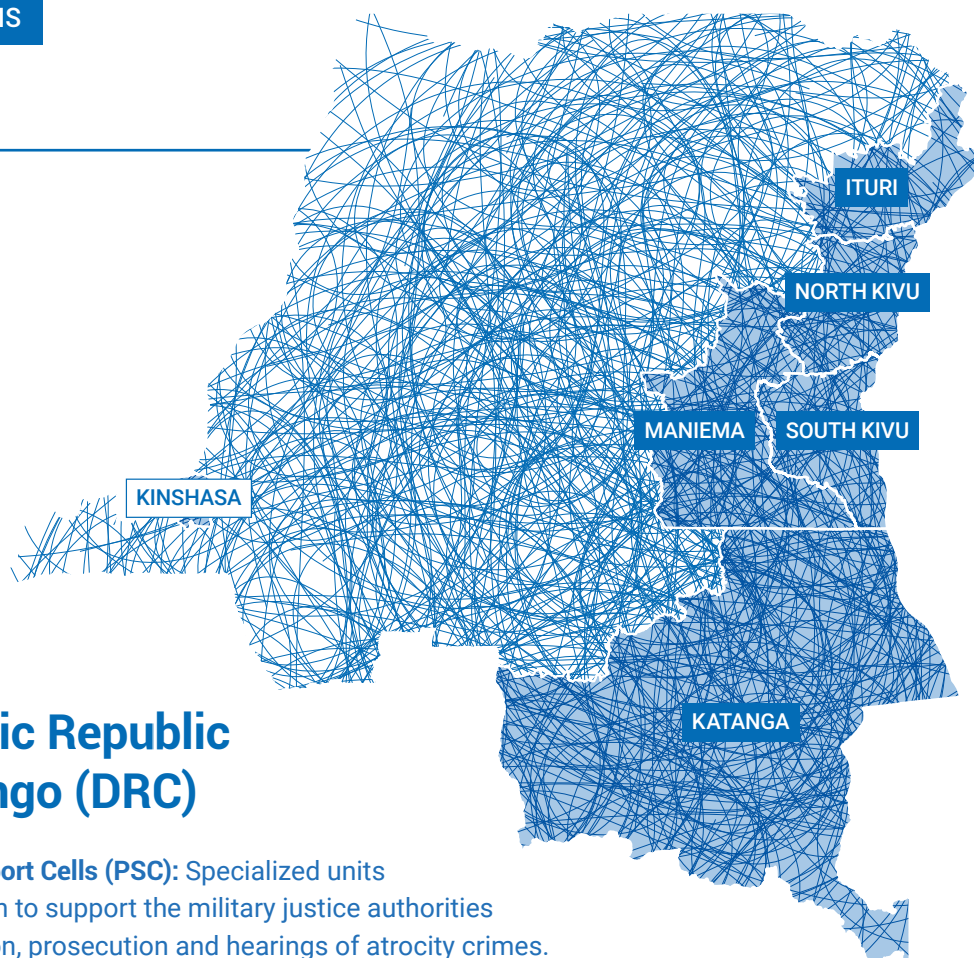 IS
ITURI
NORTH KIVU
MANIEMA
SOUTH KIVU
KINSHASA
KATANGA
ic Republic
ngo (DRC)
ort Cells (PSC): Specialized units
n to support the military justice authorities
on, prosecution and hearings of atrocity crimes.